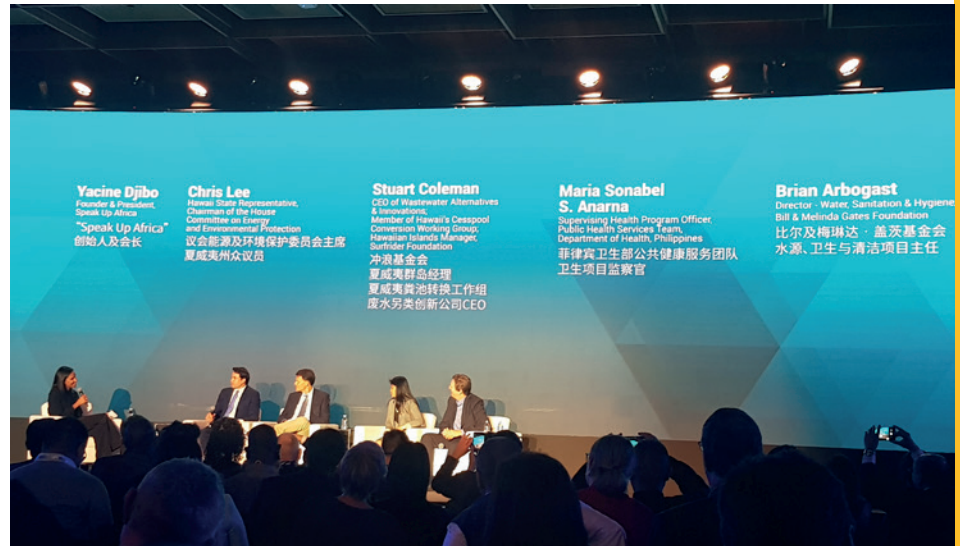 Yacine Djibo
Founder & President,
Speak Up Africa
“Speak Up Africa”
创始人及会长
Chris Lee
Hawaii State Representative,
Chairman of the House
Committee on Energy
and Environmental Protection
议会能源及环境保护委员会主席
夏威夷州众议员
Stuart Coleman
CEO of Wastewater Alternatives
& Innovations;
Member of Hawaii's Cesspool
Conversion Working Group;
Hawaiian Islands Manager,
Surfrider Foundation
冲浪基金会
夏威夷群岛经理
夏威夷粪池转换工作组
废水另类创新公司CEO
Maria Sonabel
S. Anarna
Supervising Health Program Officer,
Public Health Services Team,
Department of Health, Philippines
菲律宾卫生部公共健康服务团队
卫生项目监察官
Brian Arbogast
Director - Water, Sanitation & Hygiene
Bill & Melinda Gates Foundation
比尔及梅琳达·盖茨基金会
水源、卫生与清洁项目主任